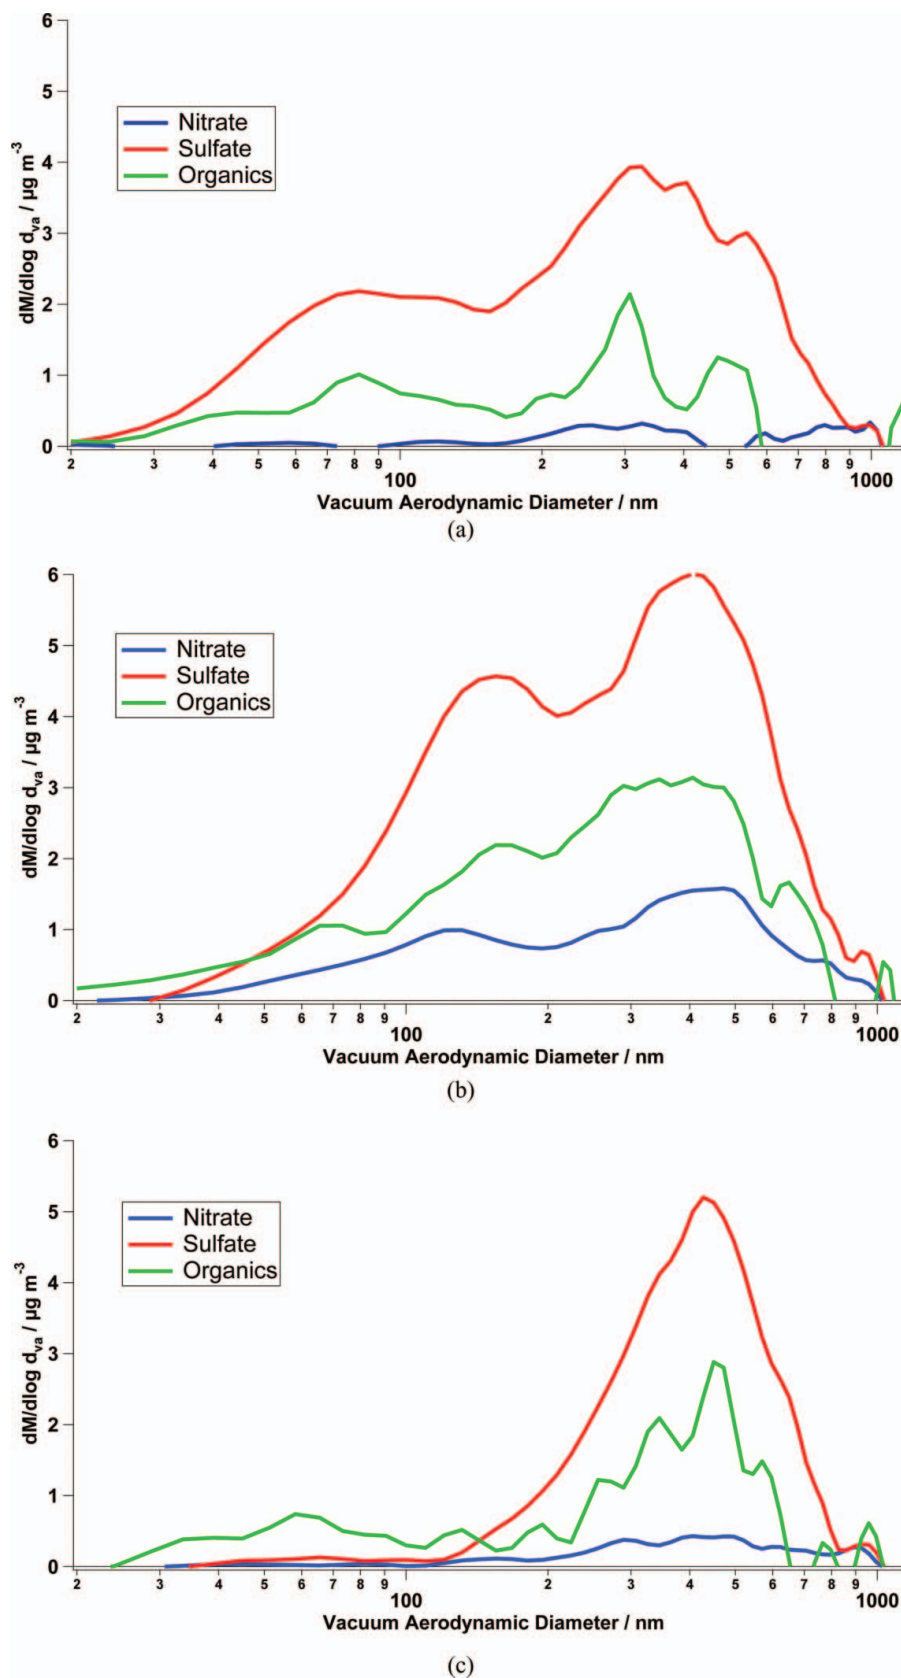 6
5
4
3
2
1
0
dM/dlog d_va / µg m⁻³
Nitrate
Sulfate
Organics
2 3 4 5 6 7 8 9 100 2 3 4 5 6 7 8 9 1000
Vacuum Aerodynamic Diameter / nm
(a)
6
5
4
3
2
1
0
dM/dlog d_va / µg m⁻³
Nitrate
Sulfate
Organics
2 3 4 5 6 7 8 9 100 2 3 4 5 6 7 8 9 1000
Vacuum Aerodynamic Diameter / nm
(b)
6
5
4
3
2
1
0
dM/dlog d_va / µg m⁻³
Nitrate
Sulfate
Organics
2 3 4 5 6 7 8 9 100 2 3 4 5 6 7 8 9 1000
Vacuum Aerodynamic Diameter / nm
(c)